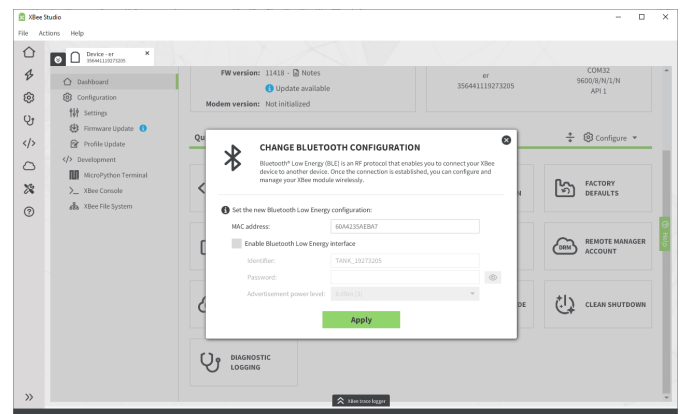 XBee Studio
File Actions Help
Device - er
356441119273205
Dashboard
Configuration
Settings
Firmware Update
Profile Update
Development
MicroPython Terminal
XBee Console
XBee File System
FW version: 11418 - Notes
Update available
Modem version: Not initialized
er
356441119273205
COM32
9600/8/N/1/N
API 1
Configure
CHANGE BLUETOOTH CONFIGURATION
Bluetooth® Low Energy (BLE) is an RF protocol that enables you to connect your XBee
device to another device. Once the connection is established, you can configure and
manage your XBee module wirelessly.
Set the new Bluetooth Low Energy configuration:
MAC address: 60A4235AEBA7
Enable Bluetooth Low Energy interface
Identifier: TANK_19273205
Password:
Advertisement power level:
Apply
FACTORY
DEFAULTS
DRM
REMOTE MANAGER
ACCOUNT
CLEAN SHUTDOWN
DIAGNOSTIC
LOGGING
Help
XBee trace logger